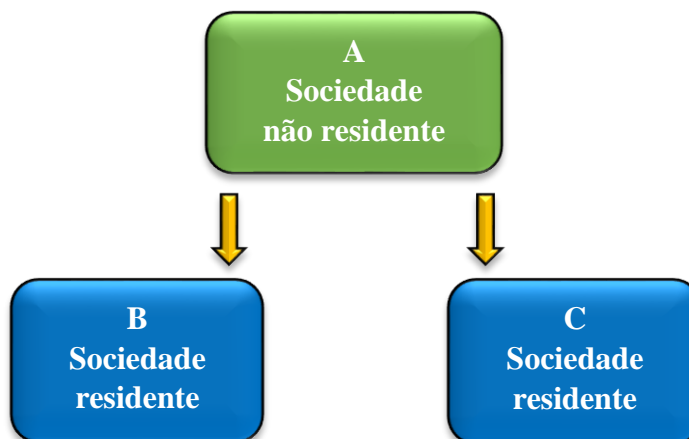 A
Sociedade
não residente
B
Sociedade
residente
C
Sociedade
residente